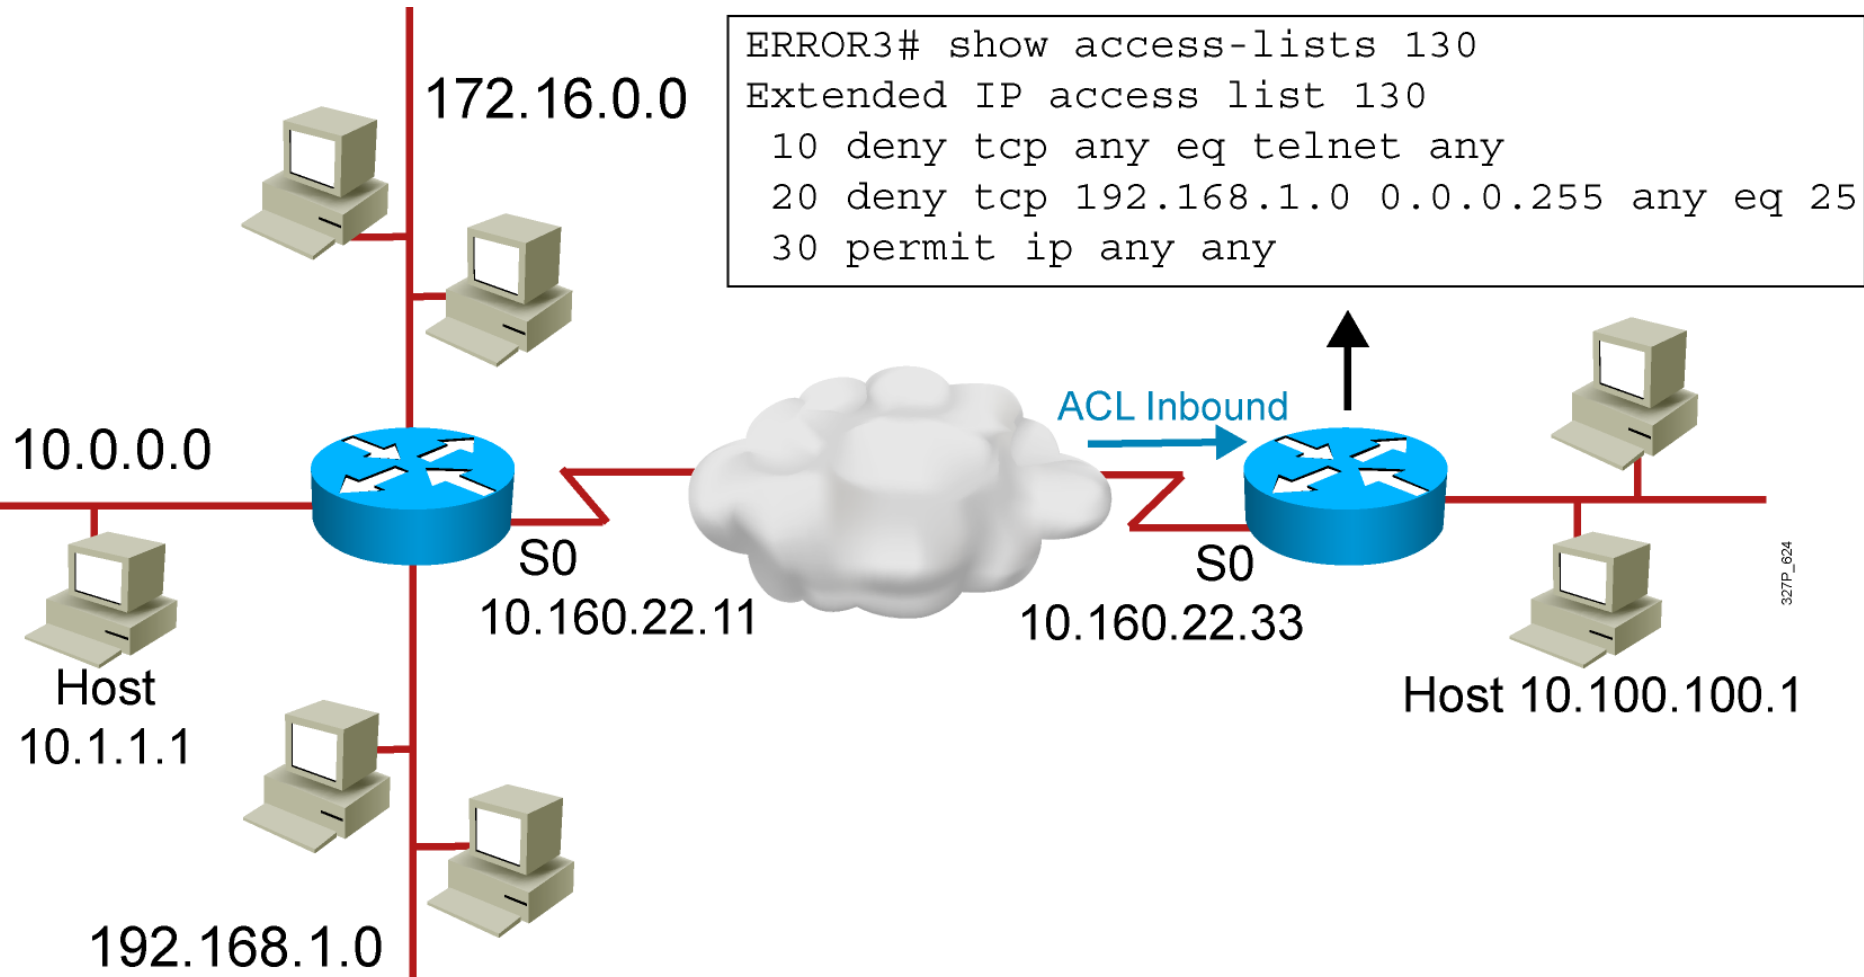 ERROR3# show access-lists 130
Extended IP access list 130
10 deny tcp any eq telnet any
20 deny tcp 192.168.1.0 0.0.0.255 any eq 25
30 permit ip any any
172.16.0.0
ACL Inbound
10.0.0.0
S0
10.160.22.11
S0
10.160.22.33
327P_624
Host
10.1.1.1
Host 10.100.100.1
192.168.1.0